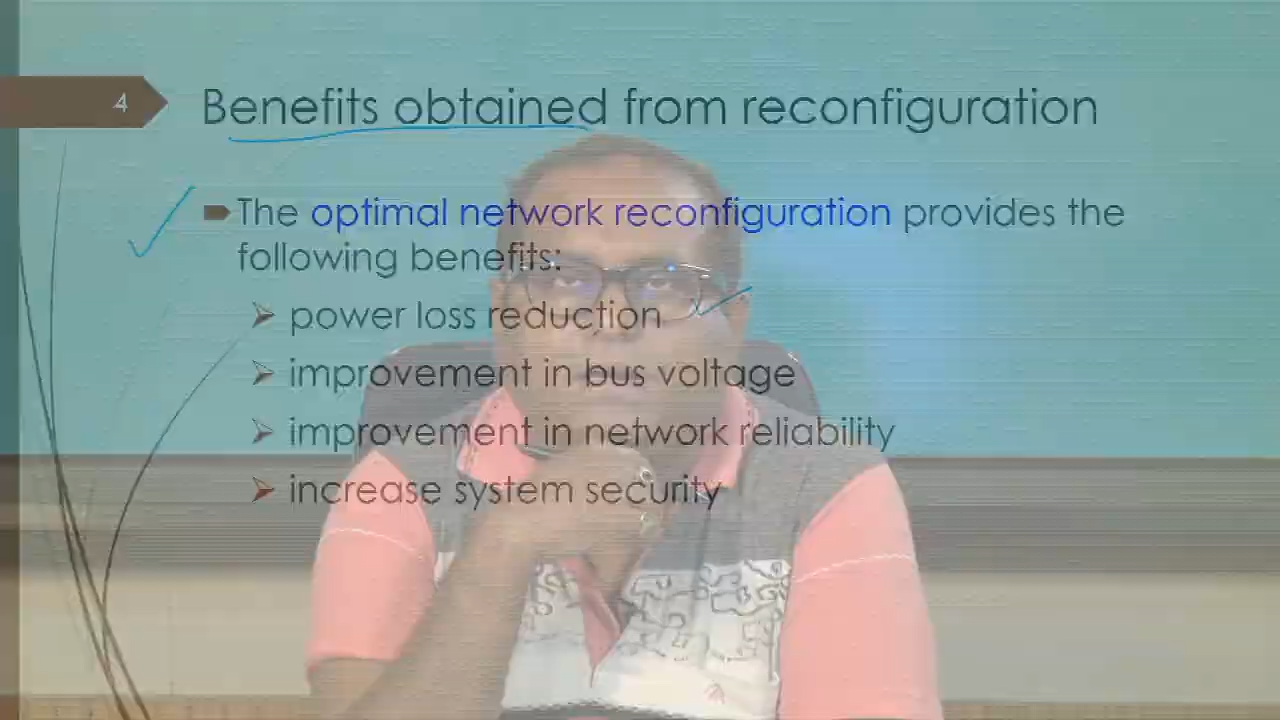 4
Benefits obtained from reconfiguration
The optimal network reconfiguration provides the
following benefits:
power loss reduction
improvement in bus voltage
improvement in network reliability
increase system security